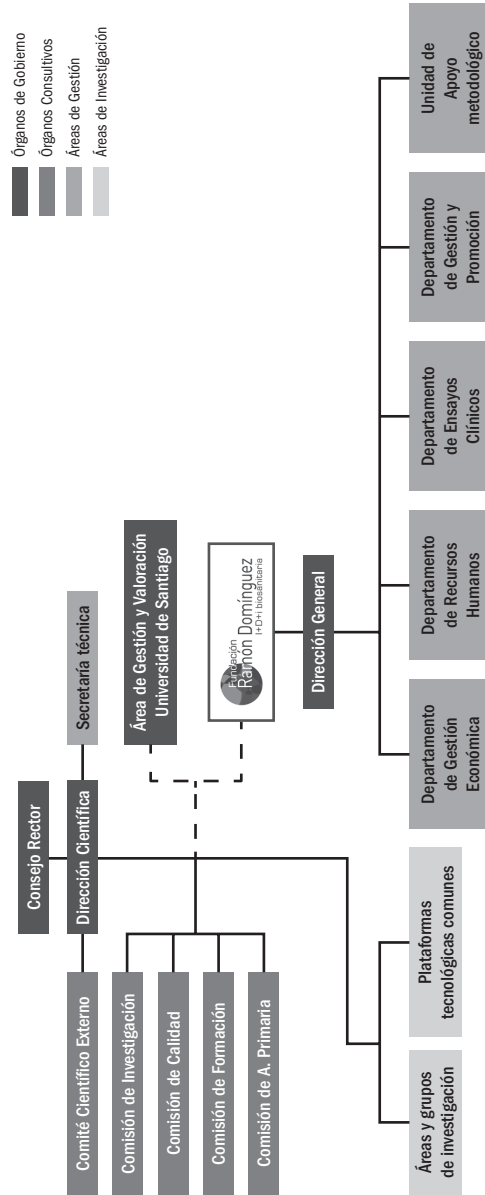 Órganos de Gobierno
Órganos Consultivos
Áreas de Gestión
Áreas de Investigación
Consejo Rector
Dirección Científica
Secretaría técnica
Comité Científico Externo
Comisión de Investigación
Comisión de Calidad
Comisión de Formación
Comisión de A. Primaria
Área de Gestión y Valoración
Universidad de Santiago
Fundación
Ramón Domínguez
I+D+i biosanitaria
Dirección General
Áreas y grupos
de investigación
Plataformas
tecnológicas comunes
Departamento
de Gestión
Económica
Departamento
de Recursos
Humanos
Departamento
de Ensayos
Clínicos
Departamento
de Gestión y
Promoción
Unidad de
Apoyo
metodológico